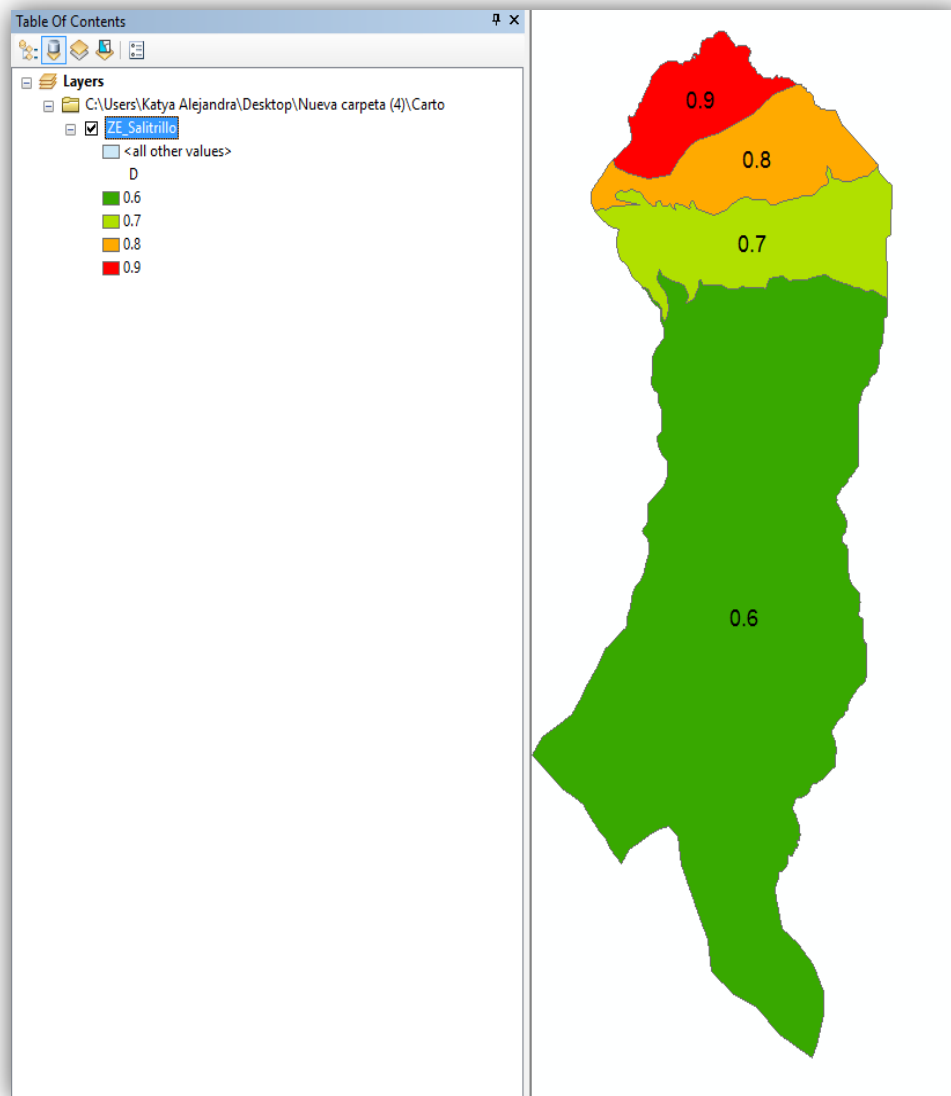 Table Of Contents
Layers
C:\Users\Katya Alejandra\Desktop\Nueva carpeta (4)\Carto
ZE_Salitrillo
<all other values>
D
0.6
0.7
0.8
0.9
0.9
0.8
0.7
0.6